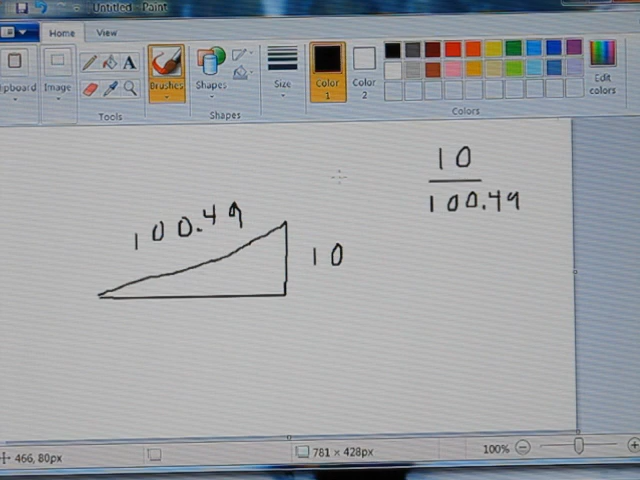 Untitled - Paint
Home View
Image
Brushes
Shapes
Size
Color 1
Color 2
Edit colors
Tools
Shapes
Colors
10
100.49
100.49
10
466, 80px
781 × 428px
100%